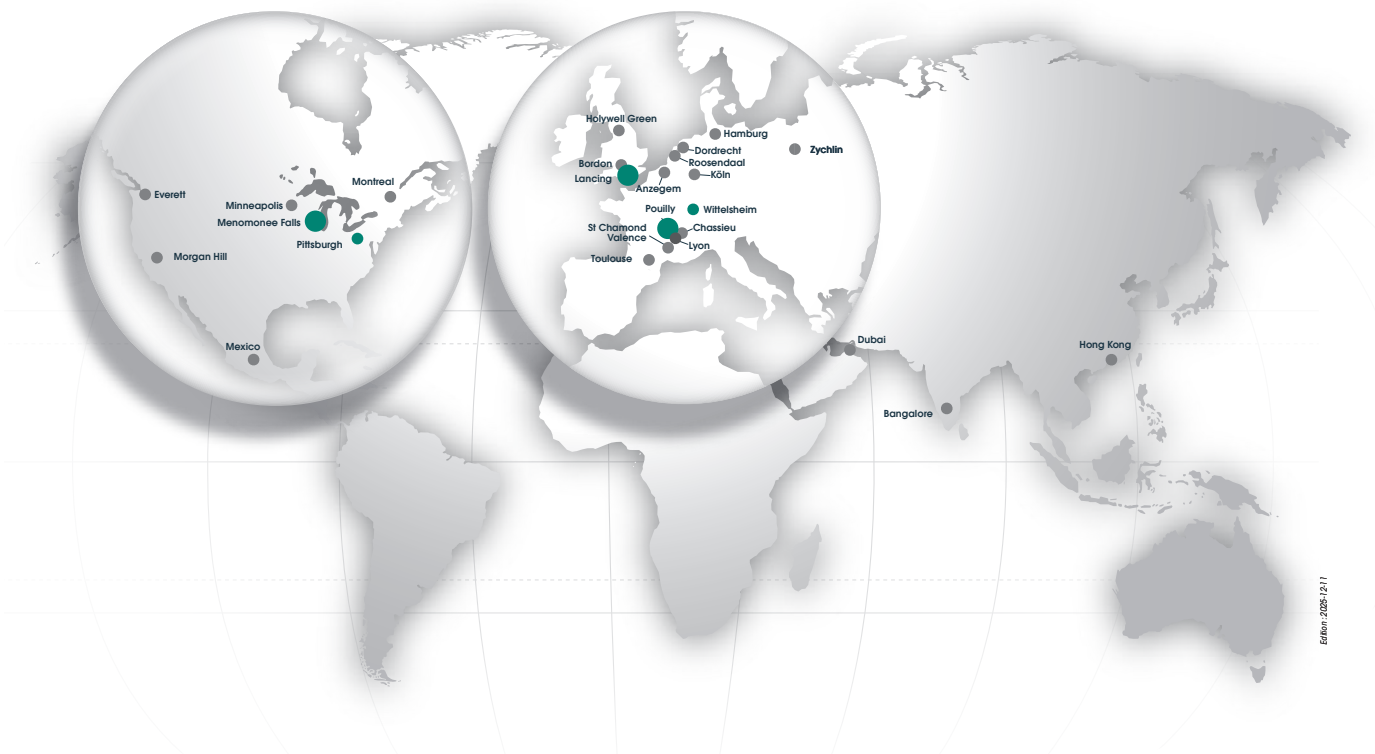 Everett
Montreal
Minneapolis
Menomonee Falls
Pittsburgh
Morgan Hill
Mexico
Holywell Green
Hamburg
Dordrecht
Zychlin
Roosendaal
Bordon
Köln
Lancing
Anzegem
Pouilly
Wittelsheim
St Chamond
Chassieu
Valence
Lyon
Toulouse
Dubai
Hong Kong
Bangalore
Edition : 2025-12-11